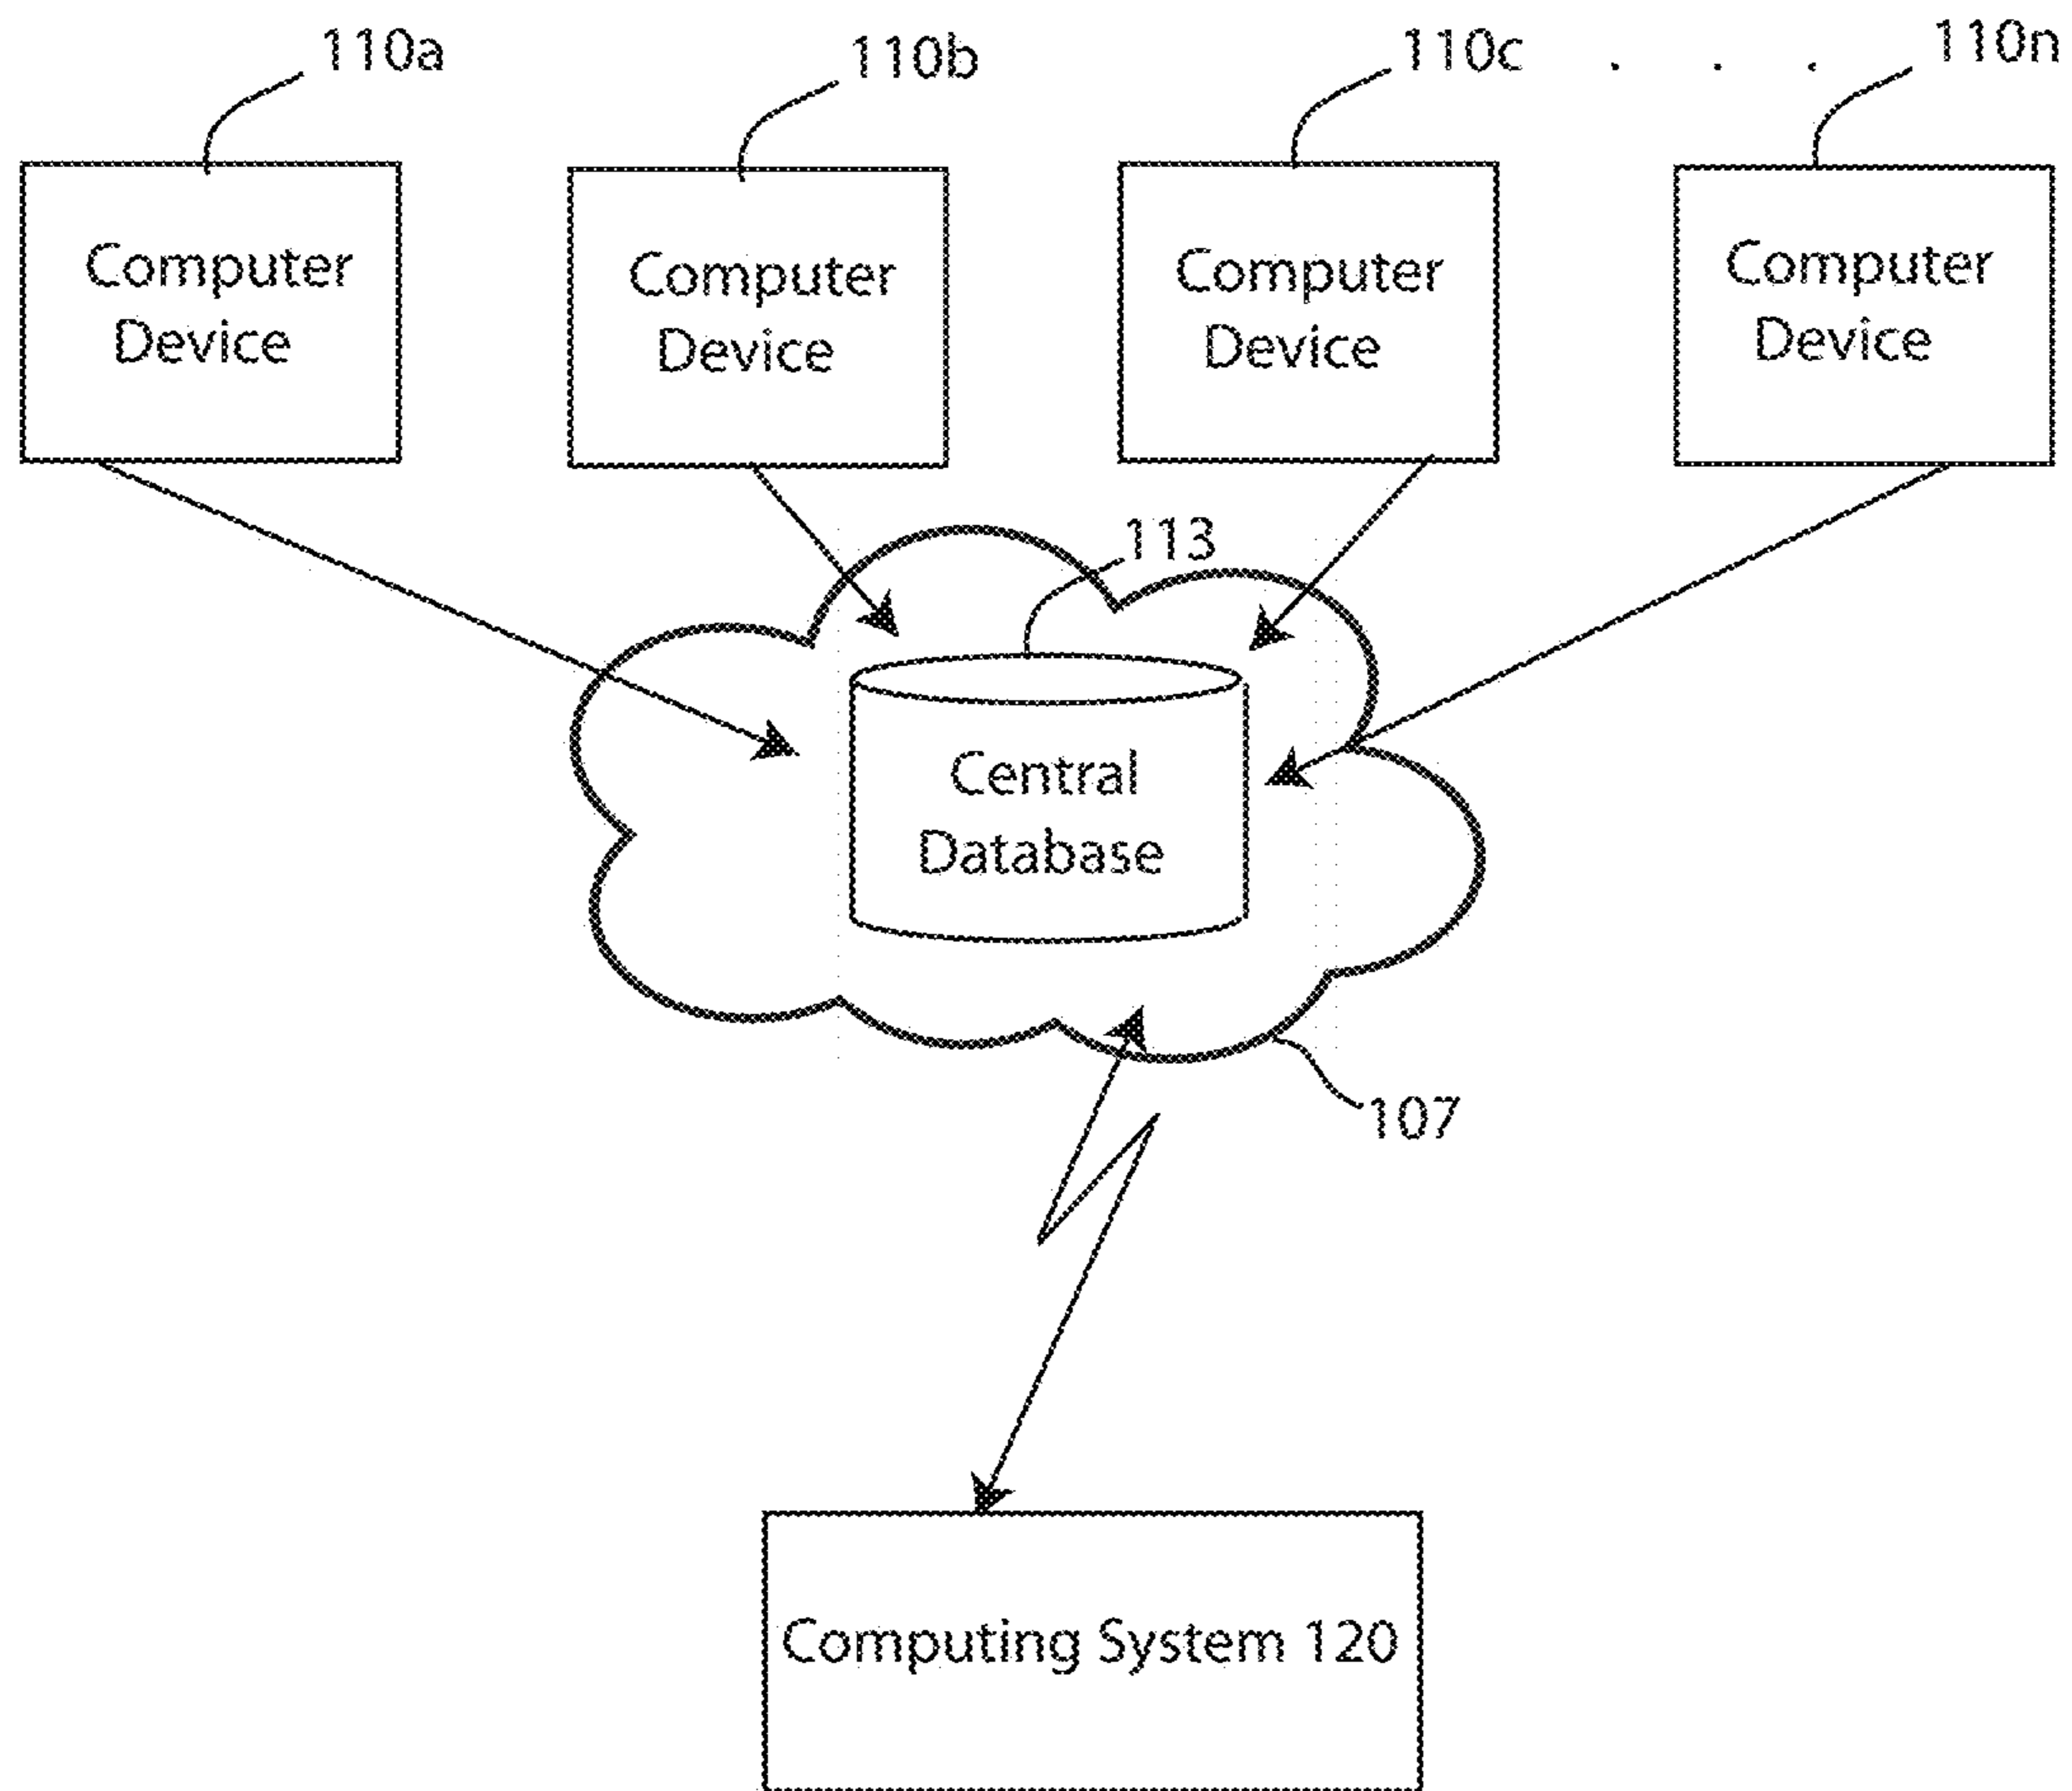 110a
110b
110c . . . 110n
Computer
Device
Computer
Device
Computer
Device
Computer
Device
113
Central
Database
107
Computing System 120